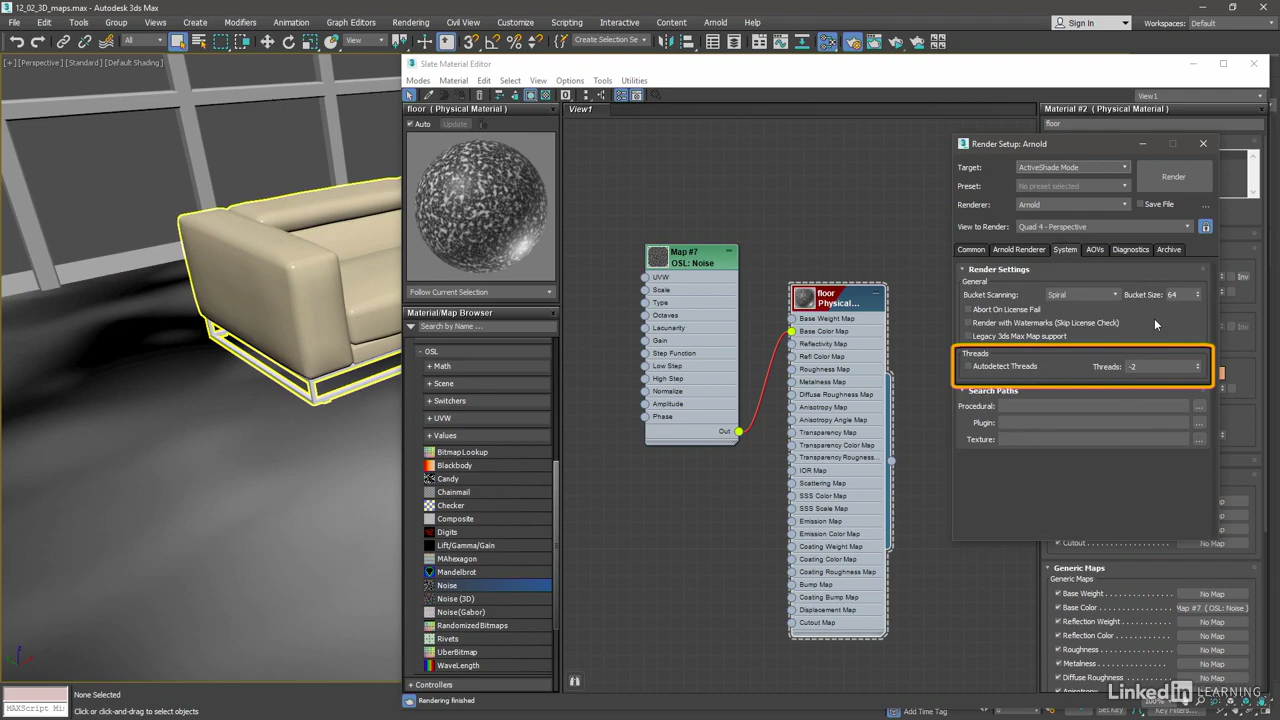 12_02_3D_maps.max - Autodesk 3ds Max
File Edit Tools Group Views Create Modifiers Animation Graph Editors Rendering Civil View Customize Scripting Interactive Content Arnold Help
Sign In
Workspaces: Default
All
View
Create Selection Se
[+] [Perspective] [Standard] [Default Shading]
Slate Material Editor
Modes Material Edit Select View Options Tools Utilities
View1
floor ( Physical Material )
Auto
Update
Follow Current Selection
Material/Map Browser
Search by Name ...
- OSL
+ Math
+ Scene
+ Switchers
+ UVW
+ Values
BitmapLookup
Blackbody
Candy
Chainmail
Checker
Composite
Digits
Lift/Gamma/Gain
MAhexagon
Mandelbrot
Noise
Noise (3D)
Noise(Gabor)
RandomizedBitmaps
Rivets
UberBitmap
WaveLength
+ Controllers
Rendering finished
View1
Map #7
OSL: Noise
UVW
Scale
Type
Octaves
Lacunarity
Gain
Step Function
Low Step
High Step
Normalize
Amplitude
Phase
Out
floor
Physical...
Base Weight Map
Base Color Map
Reflectivity Map
Refl Color Map
Roughness Map
Metalness Map
Diffuse Roughness Map
Anisotropy Map
Anisotropy Angle Map
Transparency Map
Transparency Color Map
Transparency Rougness...
IOR Map
Scattering Map
SSS Color Map
SSS Scale Map
Emission Map
Emission Color Map
Coating Weight Map
Coating Color Map
Coating Roughness Map
Bump Map
Coating Bump Map
Displacement Map
Cutout Map
Material #2 ( Physical Material )
floor
Render Setup: Arnold
Target: ActiveShade Mode
Render
Preset: No preset selected
Renderer: Arnold
Save File ...
View to Render: Quad 4 - Perspective
Common Arnold Renderer System AOVs Diagnostics Archive
Render Settings
General
Bucket Scanning: Spiral Bucket Size: 64
Abort On License Fail
Render with Watermarks (Skip License Check)
Legacy 3ds Max Map support
Threads
Autodetect Threads Threads: -2
Search Paths
Procedural: ...
Plugin: ...
Texture: ...
Inv
Inv
Cutout No Map
Generic Maps
Generic Maps
Base Weight No Map
Base Color Map #7 ( OSL: Noise )
Reflection Weight No Map
Reflection Color No Map
Roughness No Map
Metalness No Map
Diffuse Roughness No Map
None Selected
Click or click-and-drag to select objects
MAXScript Min
Add Time Tag
Set Key
Key Filters...
100%
LinkedIn LEARNING